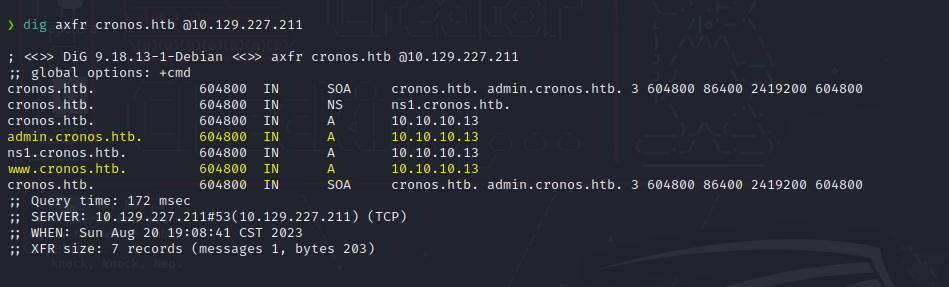 ❯ dig axfr cronos.htb @10.129.227.211
; <<>> DiG 9.18.13-1-Debian <<>> axfr cronos.htb @10.129.227.211
;; global options: +cmd
cronos.htb. 604800 IN SOA cronos.htb. admin.cronos.htb. 3 604800 86400 2419200 604800
cronos.htb. 604800 IN NS ns1.cronos.htb.
cronos.htb. 604800 IN A 10.10.10.13
admin.cronos.htb. 604800 IN A 10.10.10.13
ns1.cronos.htb. 604800 IN A 10.10.10.13
www.cronos.htb. 604800 IN A 10.10.10.13
cronos.htb. 604800 IN SOA cronos.htb. admin.cronos.htb. 3 604800 86400 2419200 604800
;; Query time: 172 msec
;; SERVER: 10.129.227.211#53(10.129.227.211) (TCP)
;; WHEN: Sun Aug 20 19:08:41 CST 2023
;; XFR size: 7 records (messages 1, bytes 203)
knock, knock, Neo.